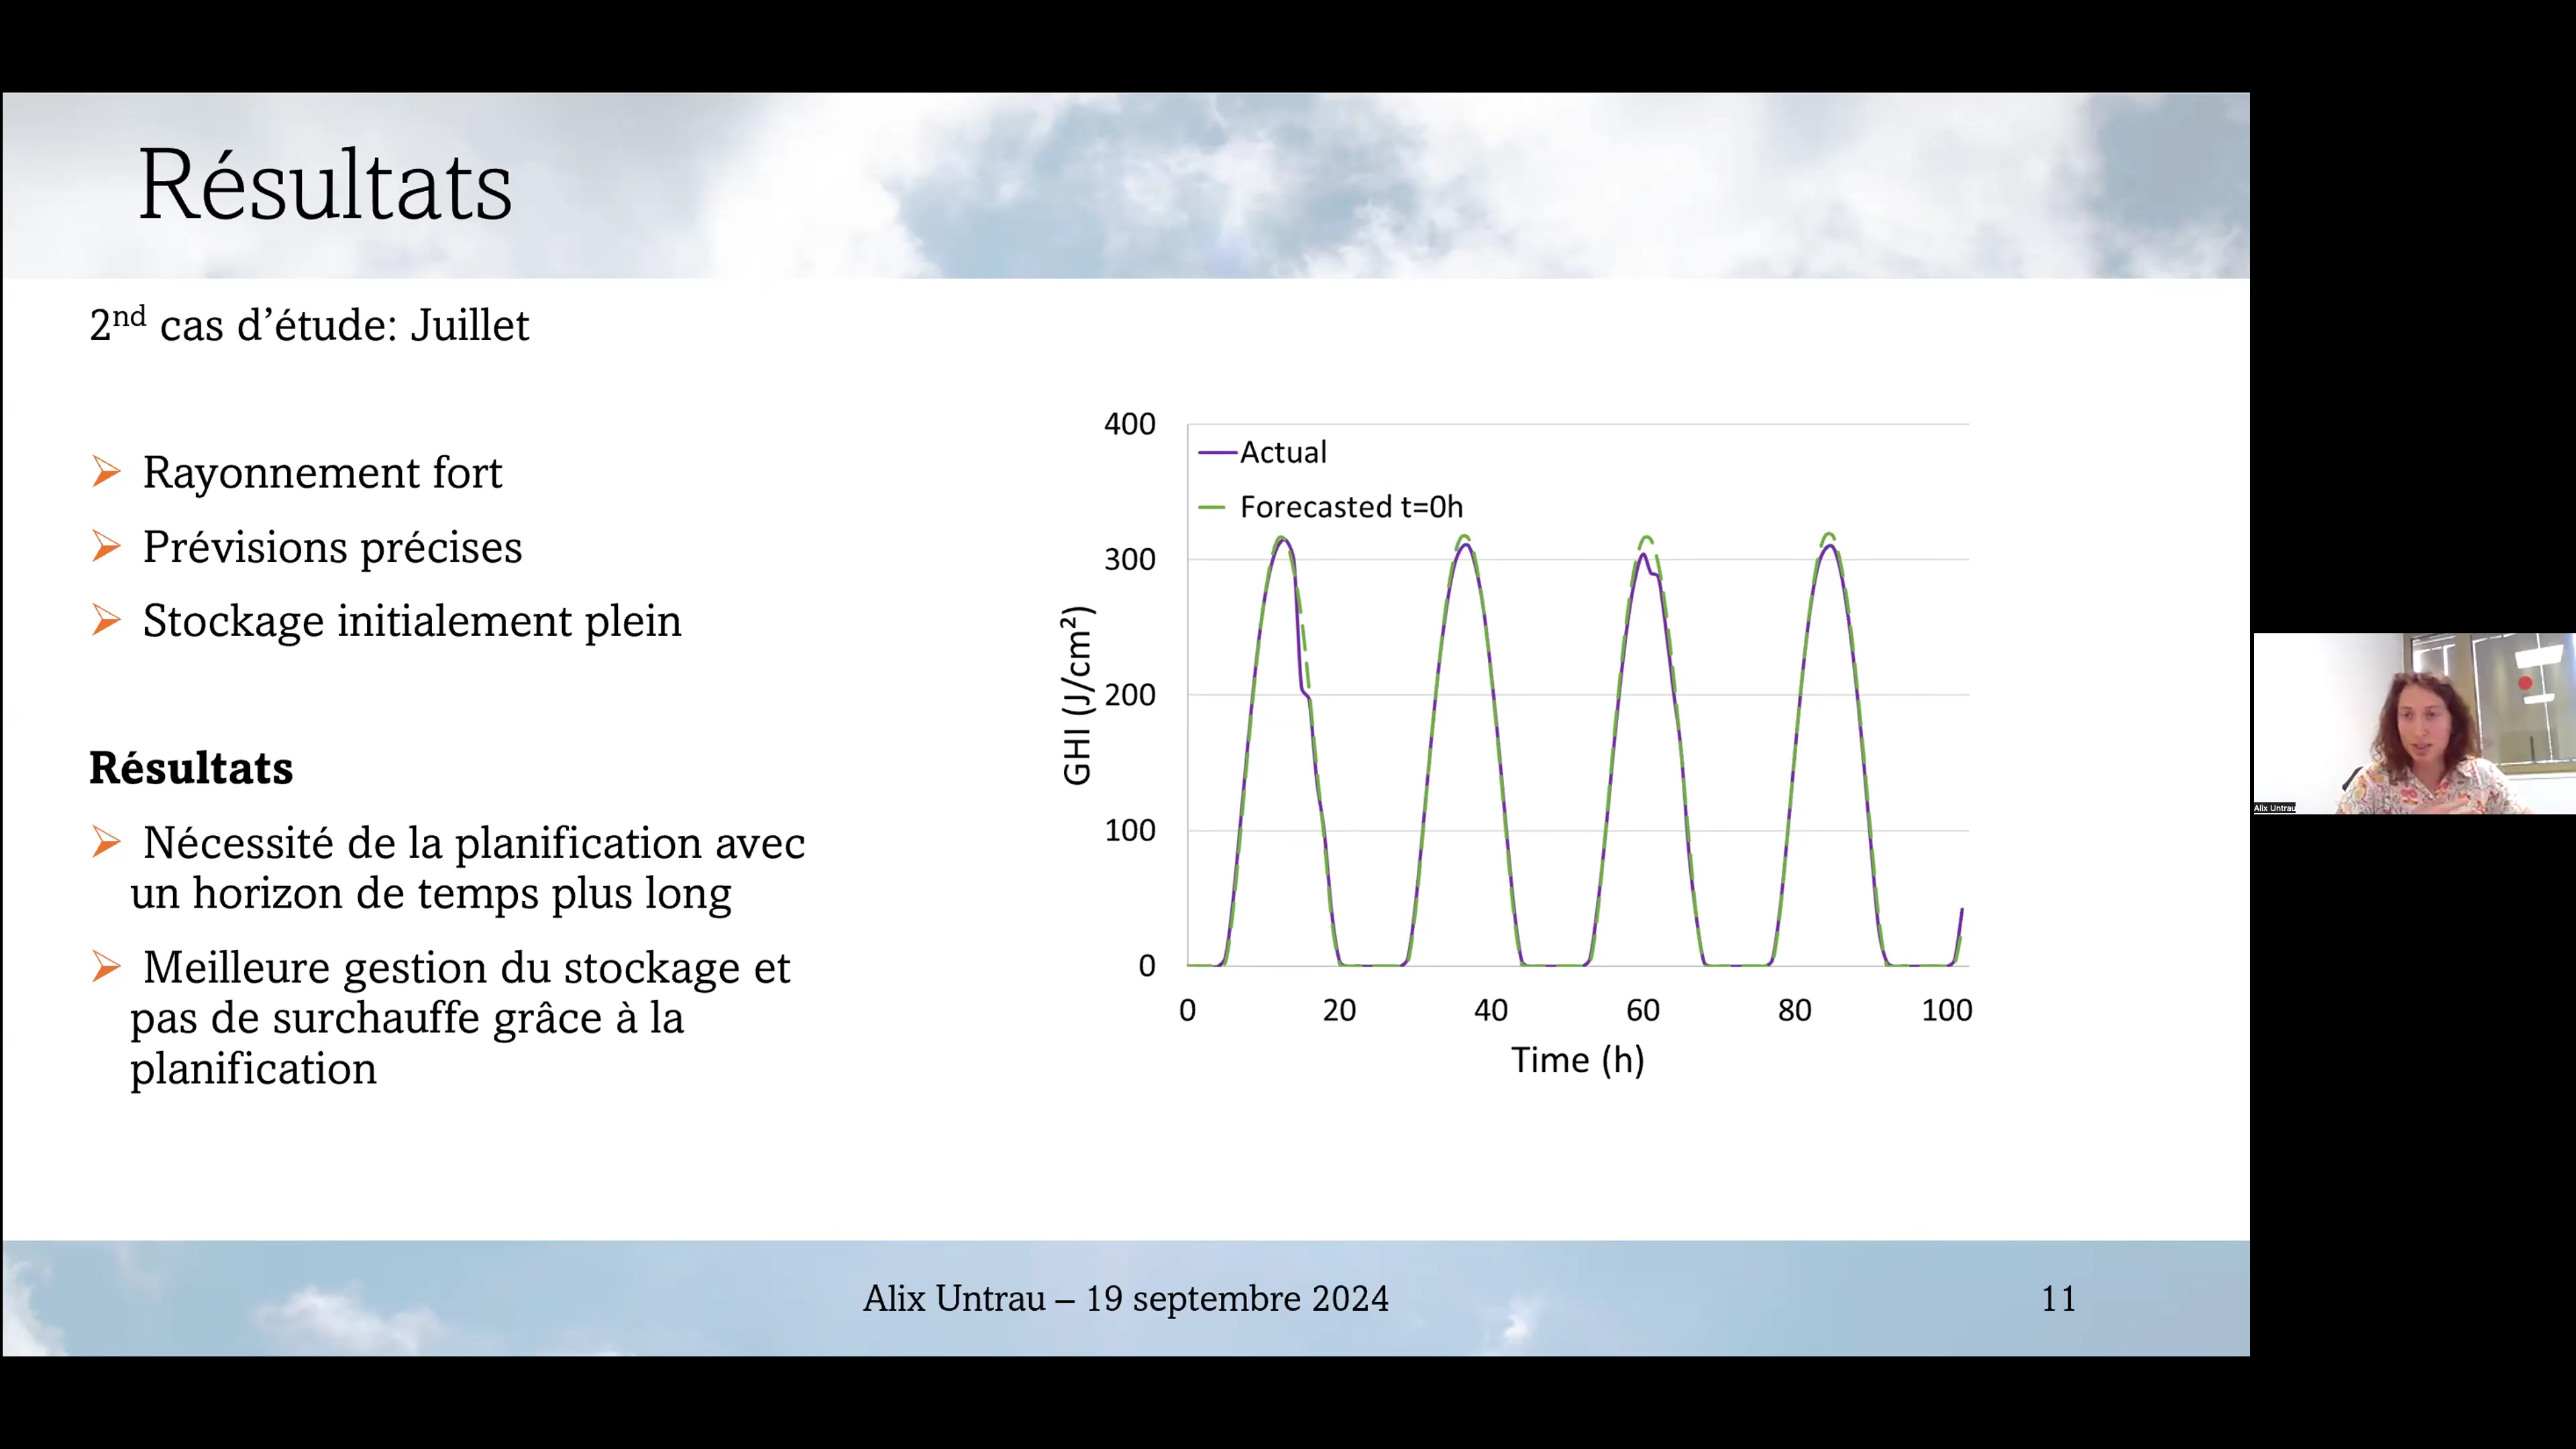 Résultats
2nd cas d’étude: Juillet
Rayonnement fort
Prévisions précises
Stockage initialement plein
Résultats
Nécessité de la planification avec
un horizon de temps plus long
Meilleure gestion du stockage et
pas de surchauffe grâce à la
planification
400
300
200
100
0
GHI (J/cm²)
Actual
Forecasted t=0h
0 20 40 60 80 100
Time (h)
Alix Untrau
Alix Untrau – 19 septembre 2024
11